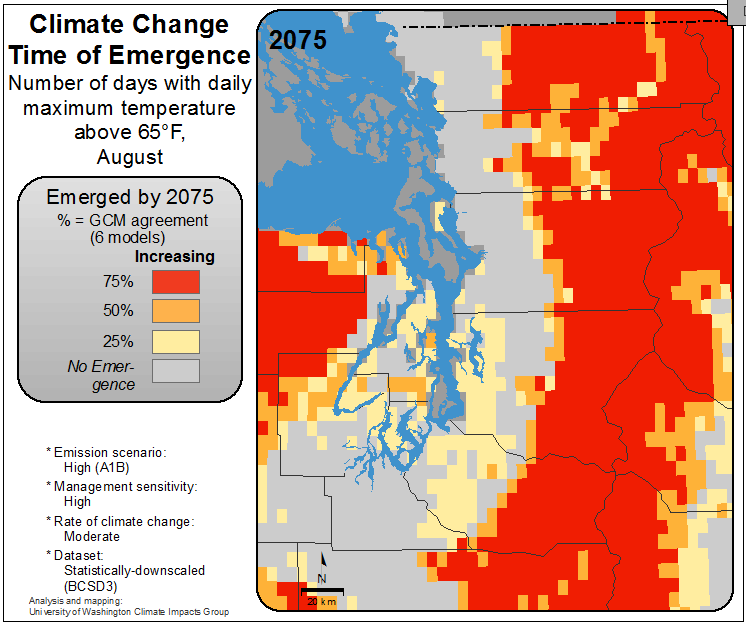 Climate Change
Time of Emergence
Number of days with daily
maximum temperature
above 65°F,
August
Emerged by 2075
% = GCM agreement
(6 models)
Increasing
75%
50%
25%
No Emer-
gence
* Emission scenario:
High (A1B)
* Management sensitivity:
High
* Rate of climate change:
Moderate
* Dataset:
Statistically-downscaled
(BCSD3)
Analysis and mapping:
University of Washington Climate Impacts Group
2075
N
20 km